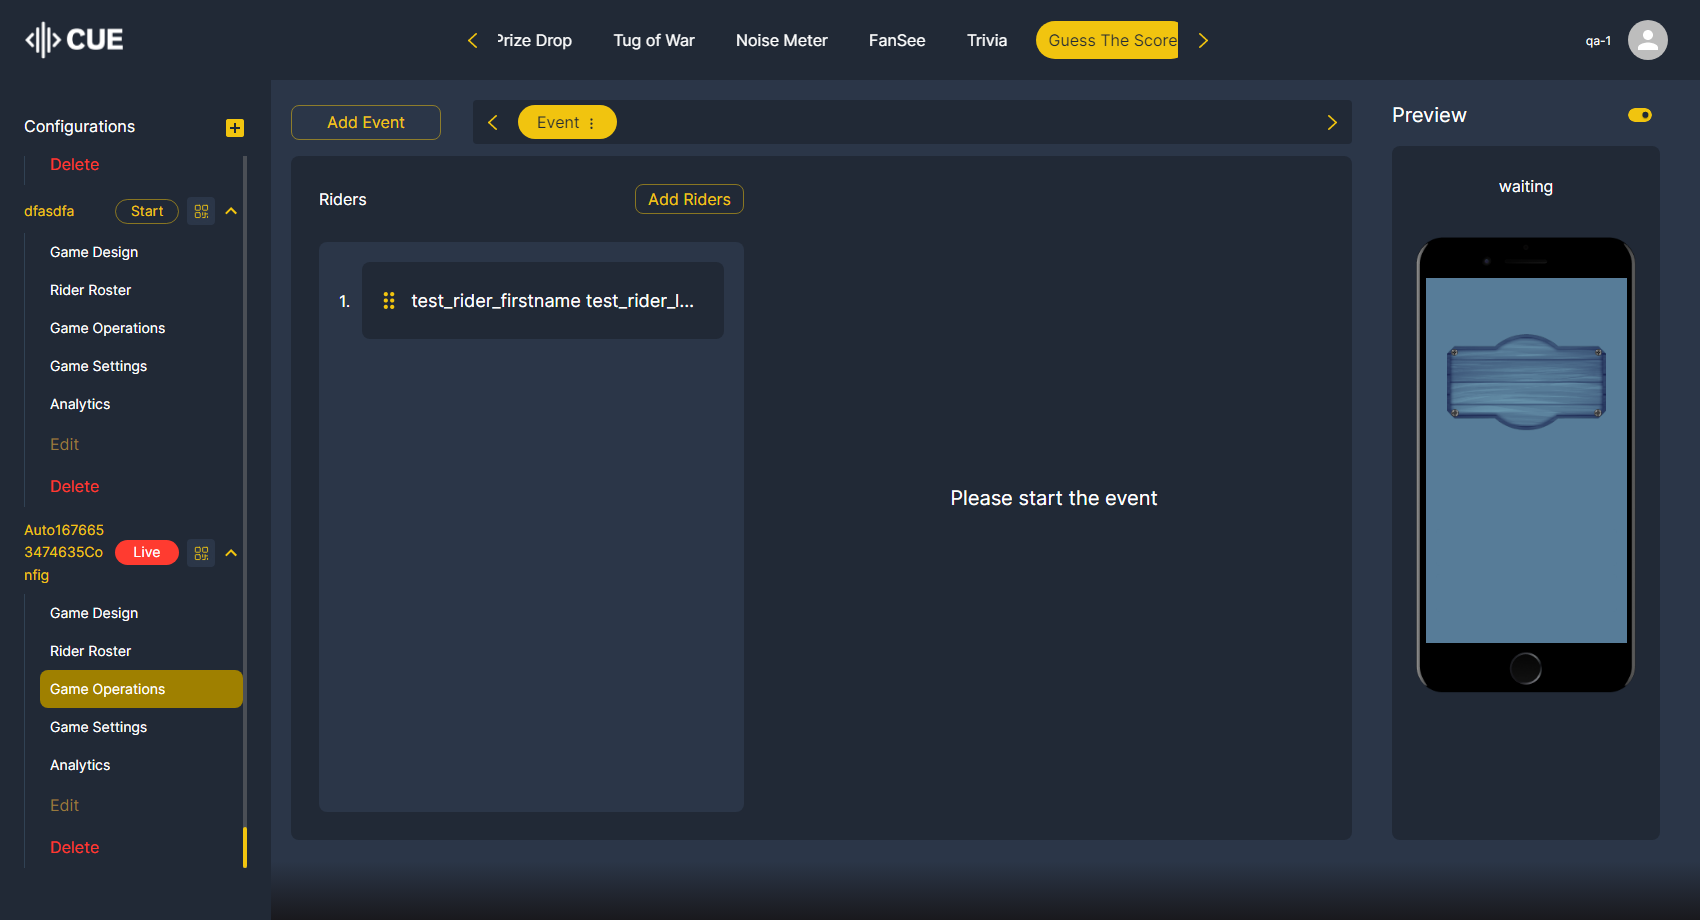 CUE
Prize Drop
Tug of War
Noise Meter
FanSee
Trivia
Guess The Score
qa-1
Configurations
Delete
dfasdfa
Start
Game Design
Rider Roster
Game Operations
Game Settings
Analytics
Edit
Delete
Auto167665
3474635Co
nfig
Live
Game Design
Rider Roster
Game Operations
Game Settings
Analytics
Edit
Delete
Add Event
Event
Riders
Add Riders
1.
test_rider_firstname test_rider_l...
Please start the event
Preview
waiting